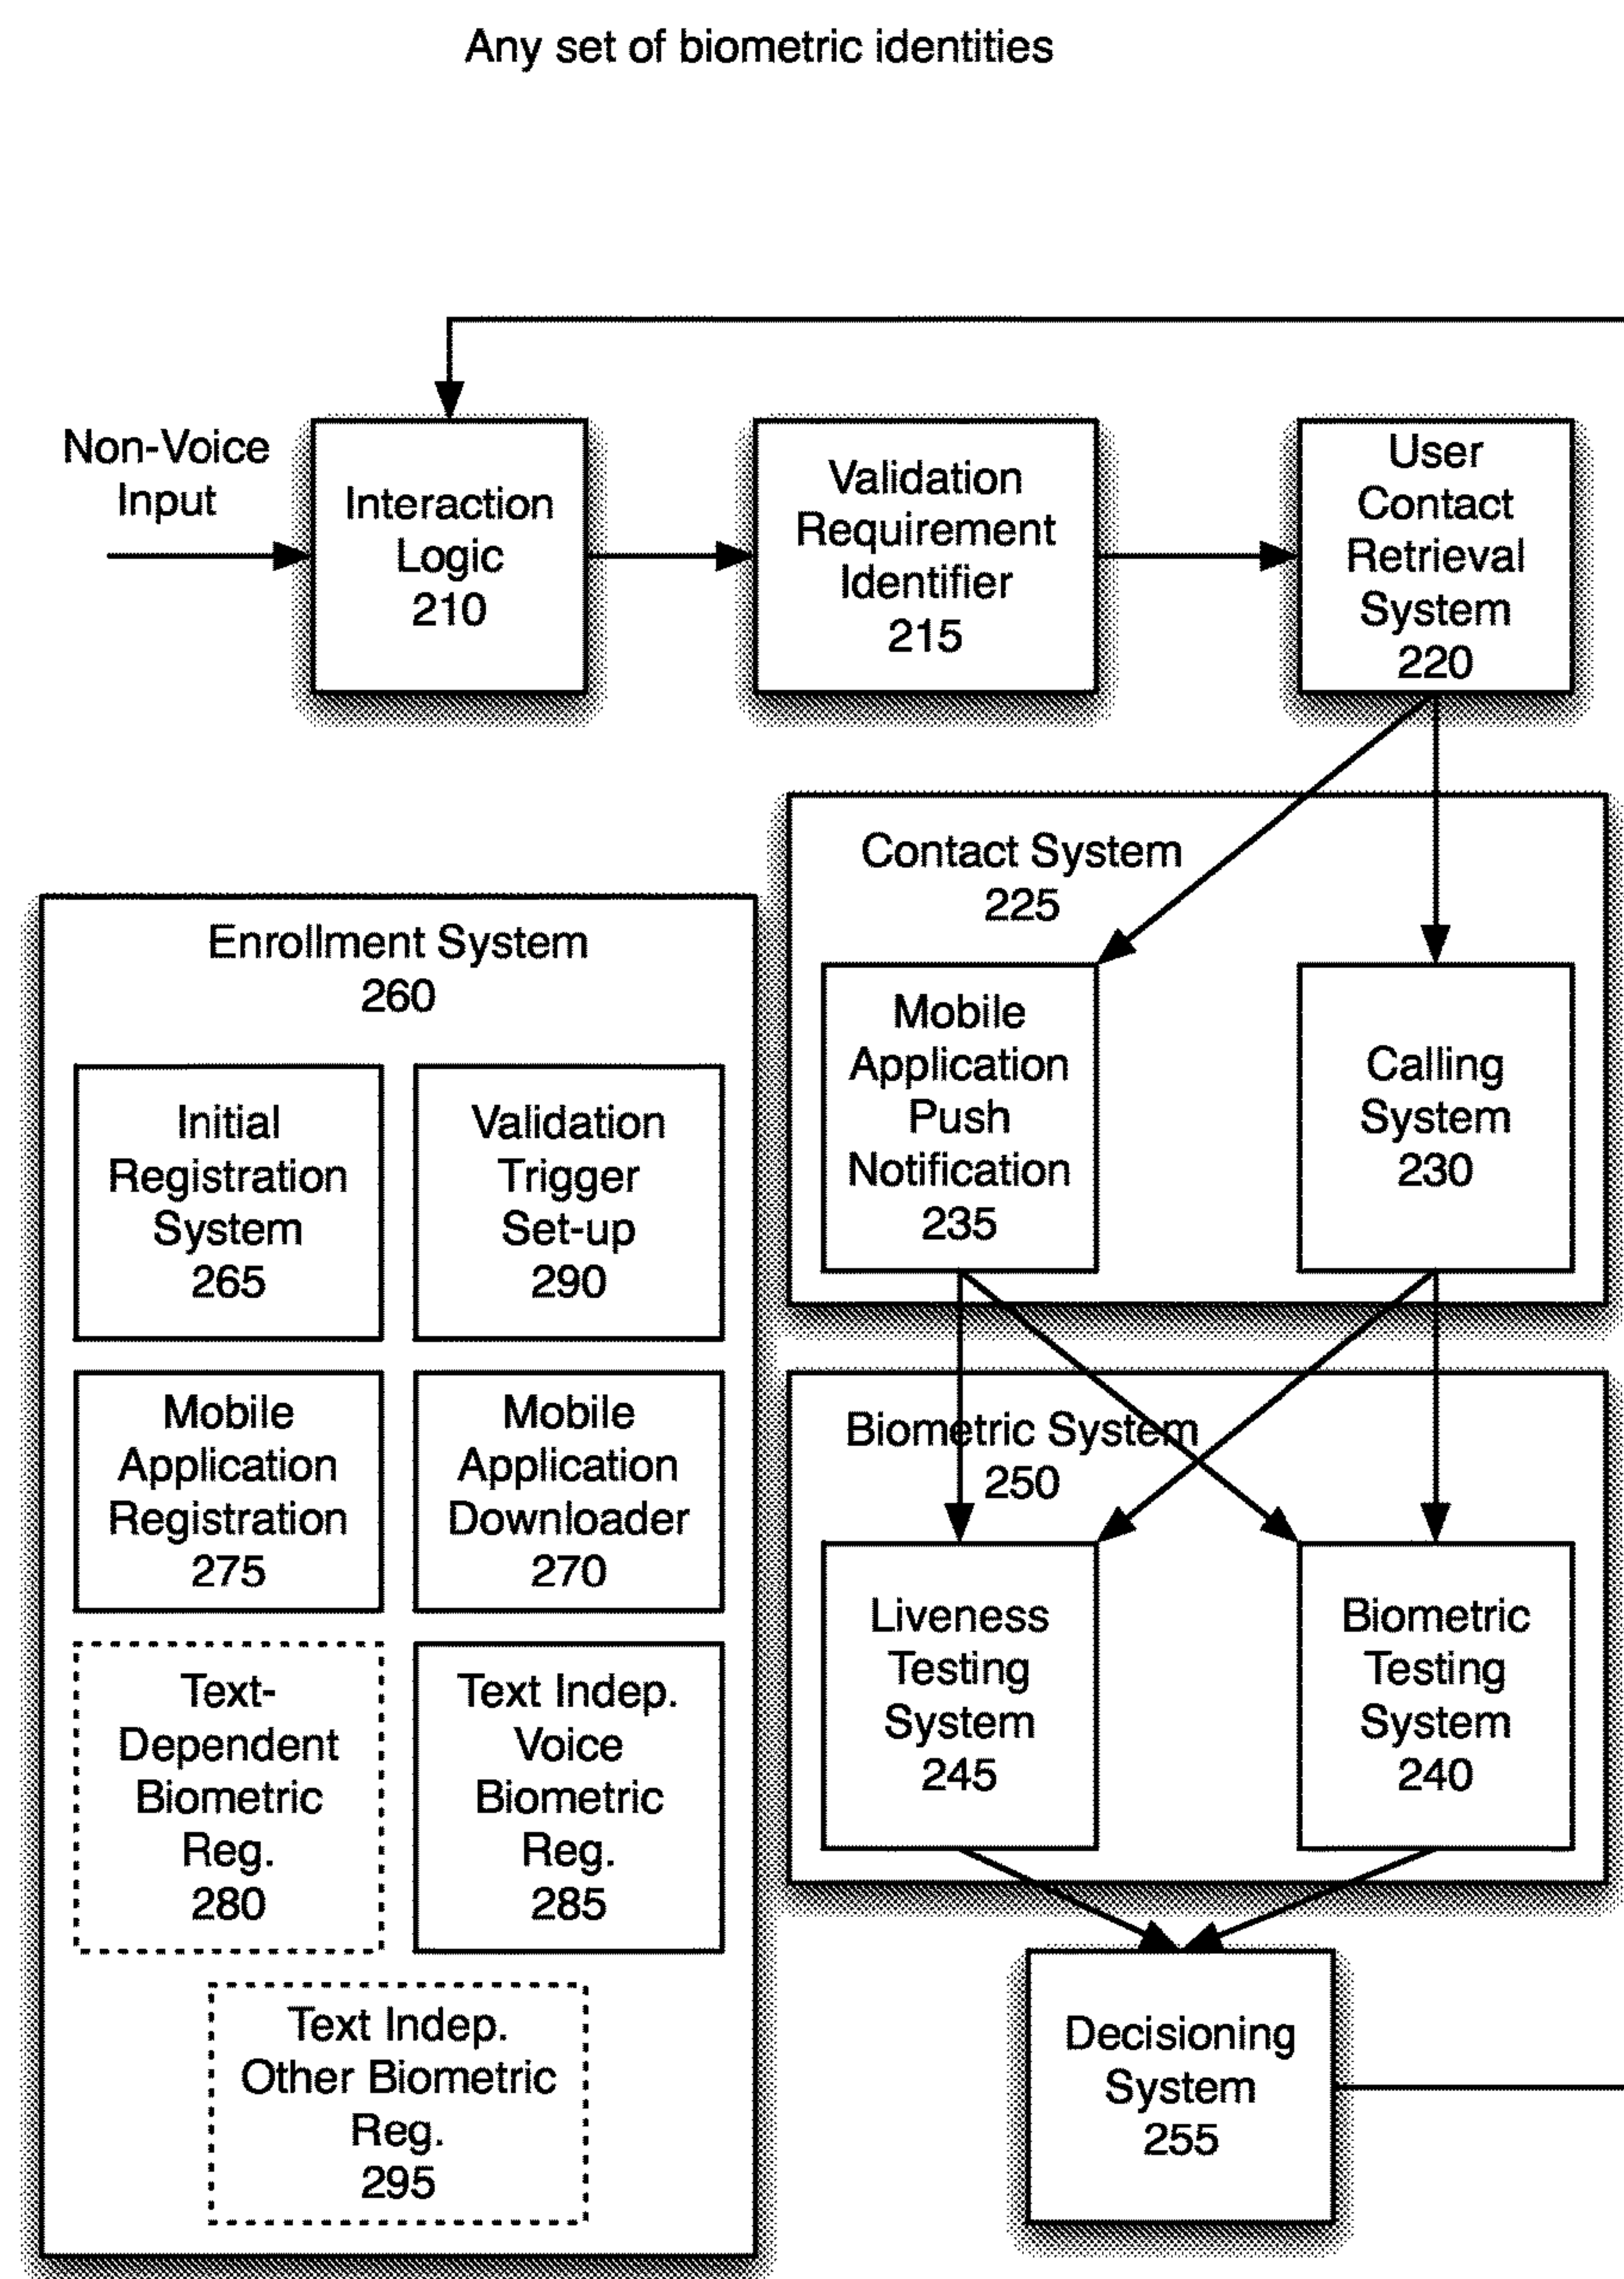 Any set of biometric identities
Non-Voice
Input
Interaction
Logic
210
Validation
Requirement
Identifier
215
User
Contact
Retrieval
System
220
Contact System
225
Mobile
Application
Push
Notification
235
Calling
System
230
Enrollment System
260
Initial
Registration
System
265
Validation
Trigger
Set-up
290
Mobile
Application
Registration
275
Mobile
Application
Downloader
270
Text-
Dependent
Biometric
Reg.
280
Text Indep.
Voice
Biometric
Reg.
285
Text Indep.
Other Biometric
Reg.
295
Biometric System
250
Liveness
Testing
System
245
Biometric
Testing
System
240
Decisioning
System
255